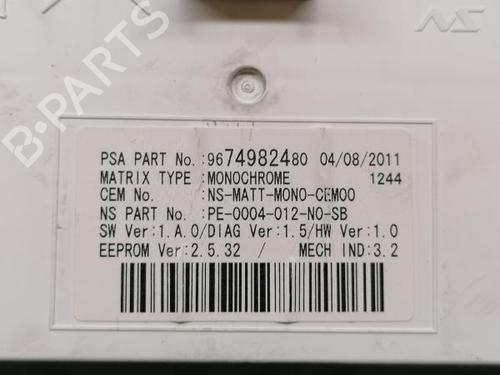 PSA PART No.:9674982480 04/08/2011
MATRIX TYPE :MONOCHROME 1244
CEM No. :NS-MATT-MONO-CEM00
NS PART No. :PE-0004-012-N0-SB
SW Ver:1.A.0/DIAG Ver:1.5/HW Ver:1.0
EEPROM Ver:2.5.32 / MECH IND:3.2
B-PARTS